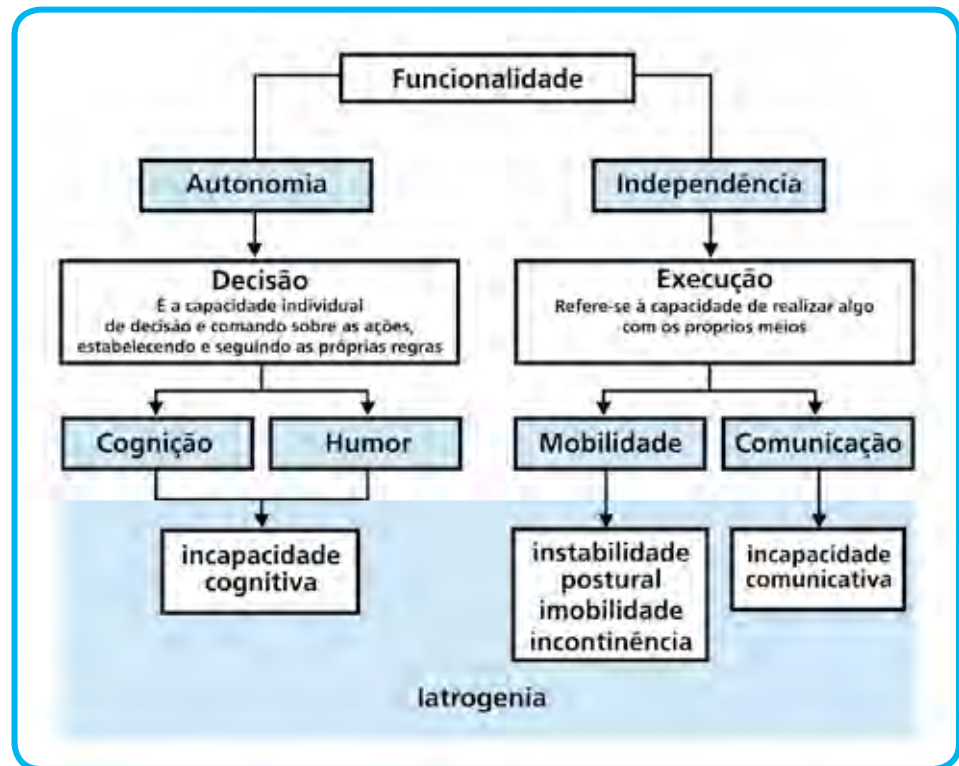 Funcionalidade
Autonomia
Independência
Decisão
É a capacidade individual
de decisão e comando sobre as ações,
estabelecendo e seguindo as próprias regras
Execução
Refere-se à capacidade de realizar algo
com os próprios meios
Cognição
Humor
Mobilidade
Comunicação
incapacidade
cognitiva
instabilidade
postural
imobilidade
incontinência
incapacidade
comunicativa
Iatrogenia